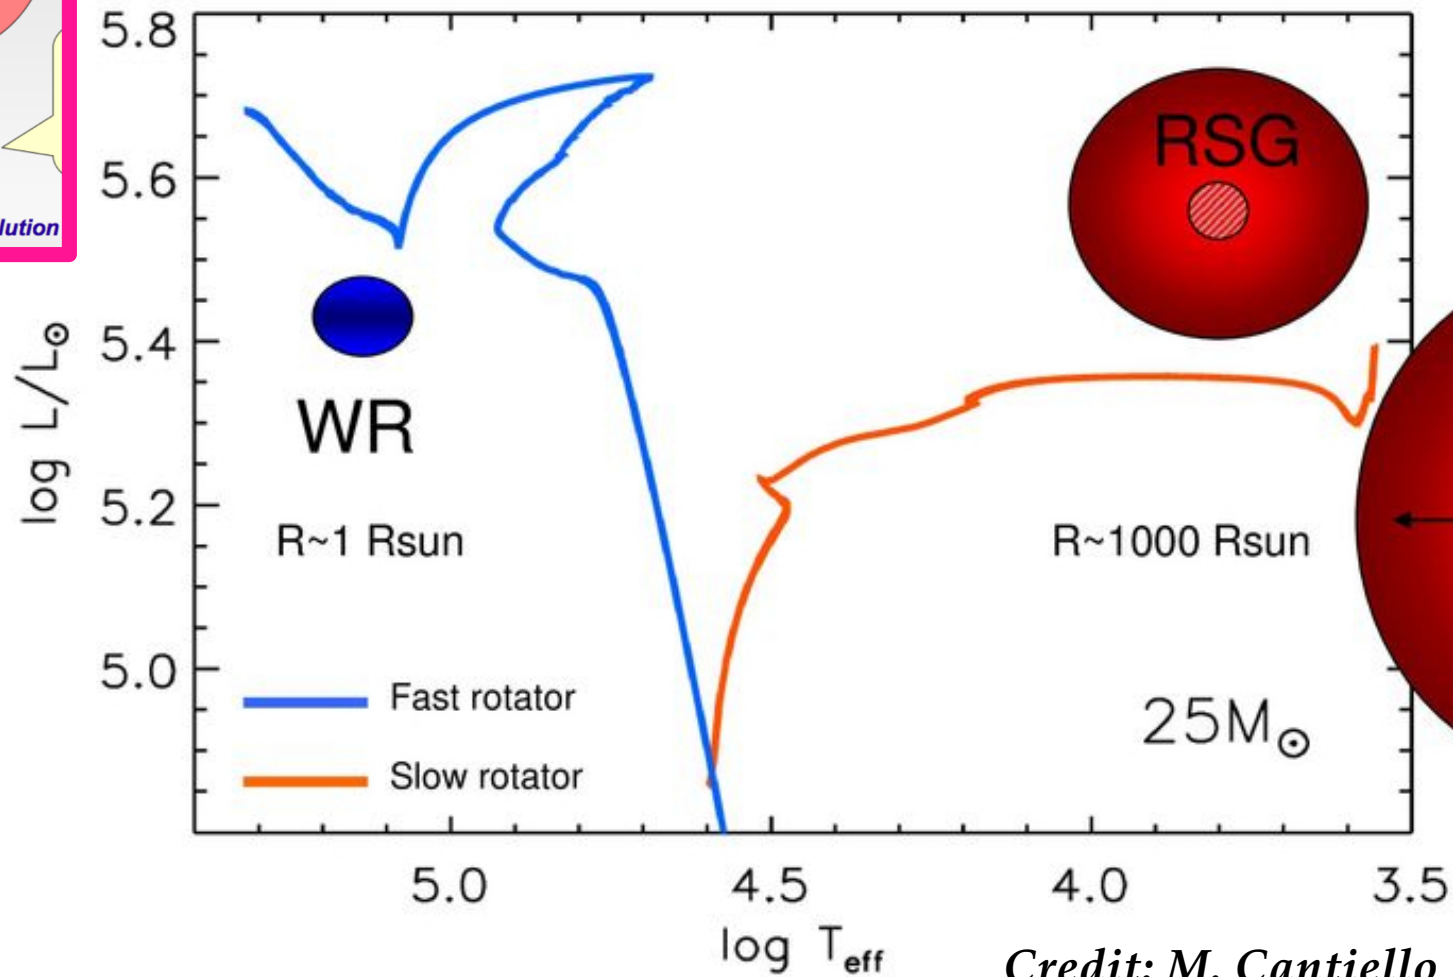 lution
5.8
5.6
5.4
5.2
5.0
log L/L☉
RSG
WR
R~1 Rsun
R~1000 Rsun
Fast rotator
Slow rotator
25M☉
5.0 4.5 4.0 3.5
log Teff
Credit: M. Cantiello